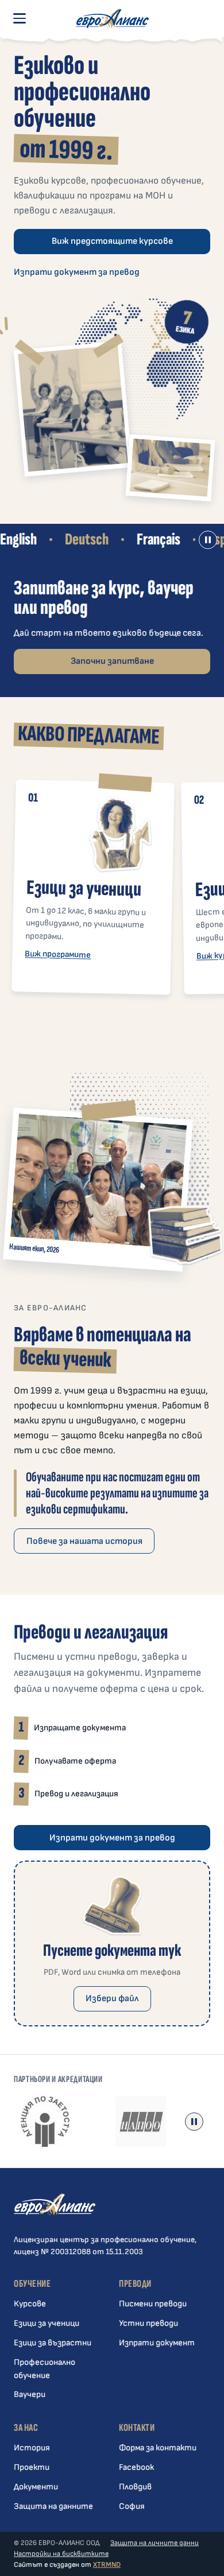 евро Алианс
Езиково и
професионално
обучение
от 1999 г.
Езикови курсове, професионално обучение,
квалификации по програми на МОН и
преводи с легализация.
Виж предстоящите курсове
Изпрати документ за превод
7
ЕЗИКА
English • Deutsch • Français •
Запитване за курс, ваучер
или превод
Дай старт на твоето езиково бъдеще сега.
Започни запитване
КАКВО ПРЕДЛАГАМЕ
01
Езици за ученици
От 1 до 12 клас, в малки групи и
индивидуално, по училищните
програми.
Виж програмите
02
Нашият екип, 2026
ЗА ЕВРО-АЛИАНС
Вярваме в потенциала на
всеки ученик
От 1999 г. учим деца и възрастни на езици,
професии и компютърни умения. Работим в
малки групи и индивидуално, с модерни
методи — защото всеки напредва по свой
път и със свое темпо.
Обучаваните при нас постигат едни от
най-високите резултати на изпитите за
езикови сертификати.
Повече за нашата история
Преводи и легализация
Писмени и устни преводи, заверка и
легализация на документи. Изпратете
файла и получете оферта с цена и срок.
1 Изпращате документа
2 Получавате оферта
3 Превод и легализация
Изпрати документ за превод
Пуснете документа тук
PDF, Word или снимка от телефона
Избери файл
ПАРТНЬОРИ И АКРЕДИТАЦИИ
АГЕНЦИЯ ПО ЗАЕТОСТТА
НАПОО
евро Алианс
Лицензиран център за професионално обучение,
лиценз № 200312088 от 15.11.2003
ОБУЧЕНИЕ
Курсове
Езици за ученици
Езици за възрастни
Професионално
обучение
Ваучери
ПРЕВОДИ
Писмени преводи
Устни преводи
Изпрати документ
ЗА НАС
История
Проекти
Документи
Защита на данните
КОНТАКТИ
Форма за контакти
Facebook
Пловдив
София
© 2026 ЕВРО-АЛИАНС ООД Защита на личните данни
Настройки на бисквитките
Сайтът е създаден от XTRMND